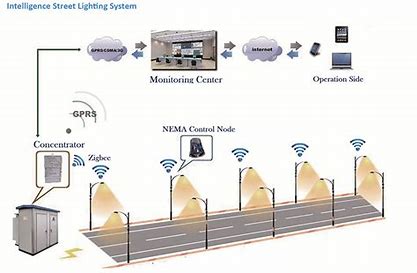 Intelligence Street Lighting System
GPRS/CDMA/3G
Internet
Monitoring Center
Operation Side
GPRS
NEMA Control Node
Concentrator
Zigbee